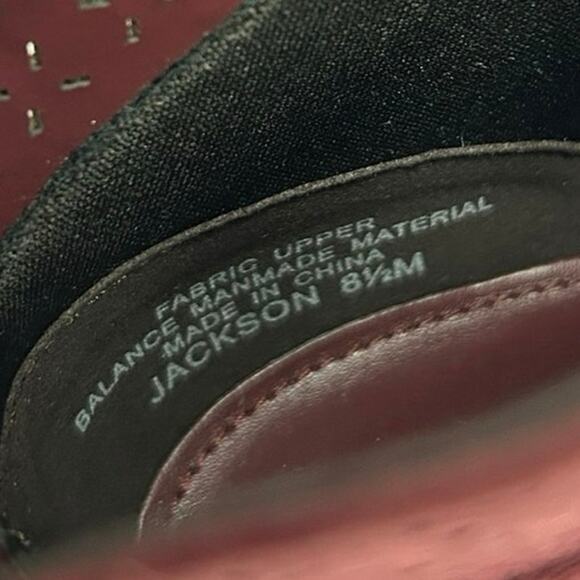 FABRIC UPPER
BALANCE MANMADE MATERIAL
MADE IN CHINA
JACKSON 8½M